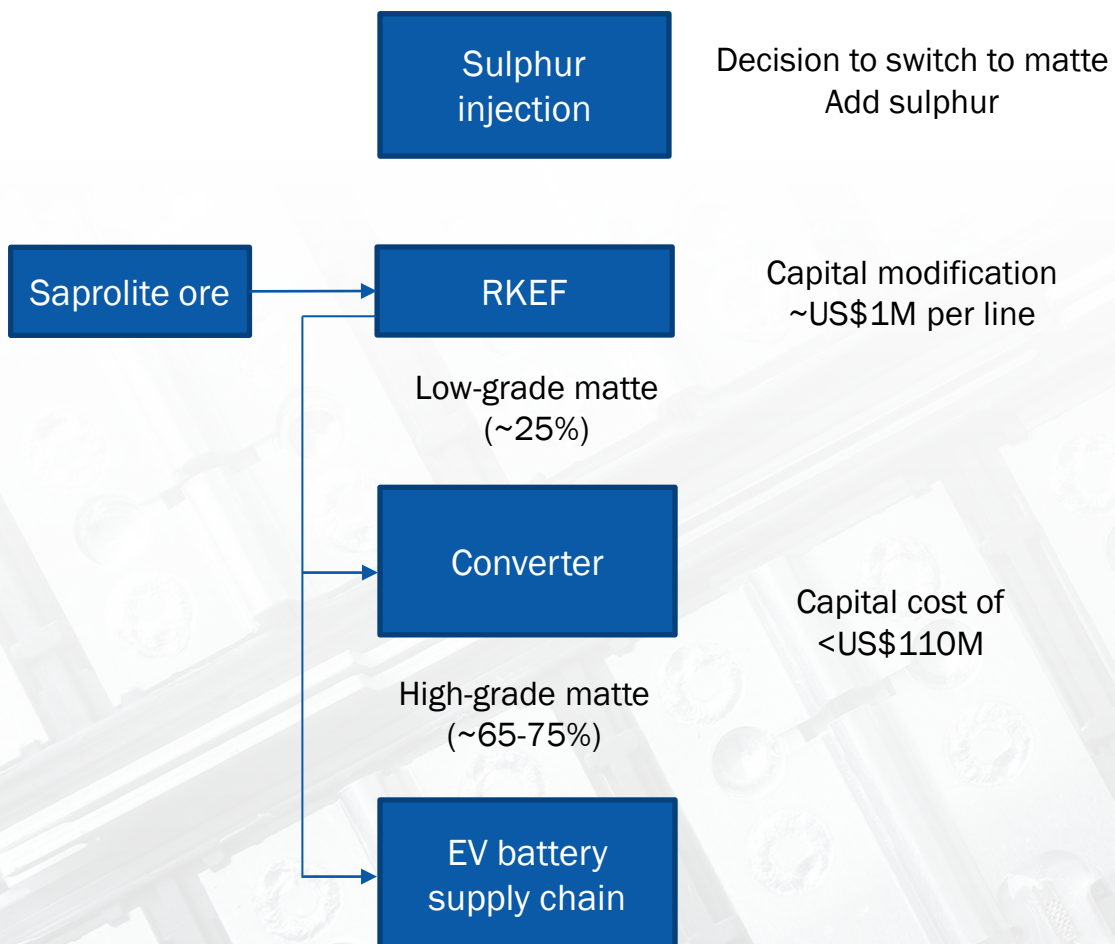 Sulphur
injection
Decision to switch to matte
Add sulphur
Saprolite ore
RKEF
Capital modification
~US$1M per line
Low-grade matte
(~25%)
Converter
Capital cost of
<US$110M
High-grade matte
(~65-75%)
EV battery
supply chain